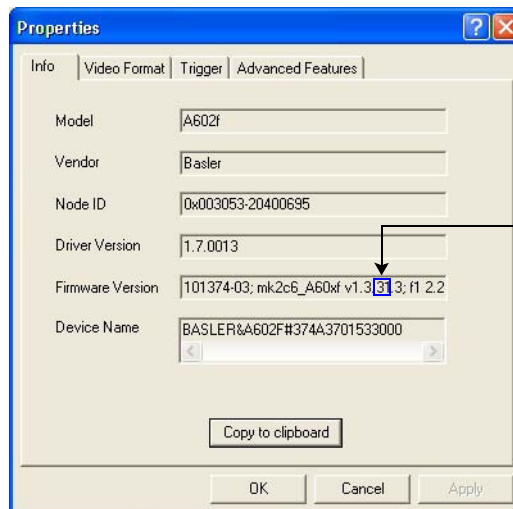 Properties
Info Video Format Trigger Advanced Features
Model A602f
Vendor Basler
Node ID 0x003053-20400695
Driver Version 1.7.0013
Firmware Version 101374-03; mk2c6_A60xf v1.3.31.3; f1 2.2
Device Name BASLER&A602F#374A3701533000
Copy to clipboard
OK Cancel Apply